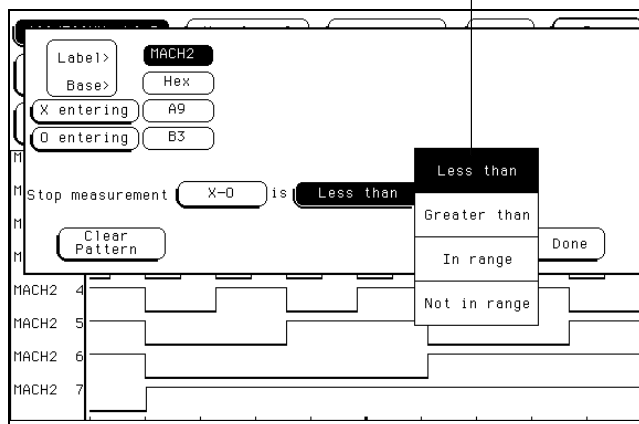 Label>
MACH2
Base>
Hex
X entering
A9
O entering
B3
Stop measurement
X-O
is
Less than
Less than
Greater than
In range
Not in range
Clear
Pattern
Done
MACH2 4
MACH2 5
MACH2 6
MACH2 7